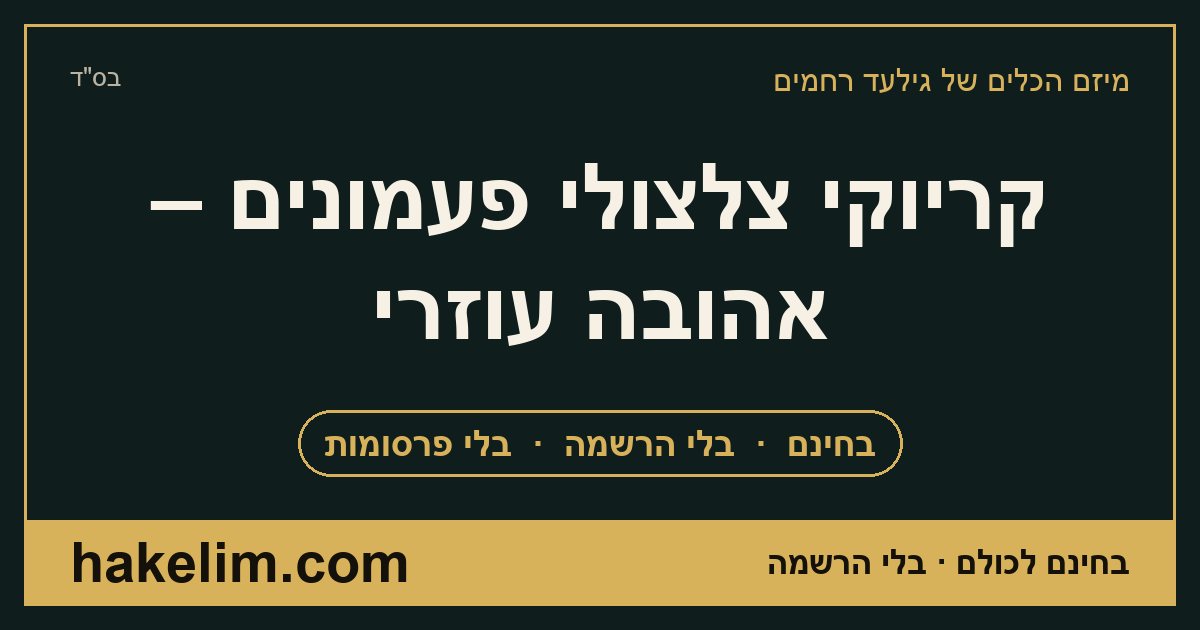 בס"ד
מיזם הכלים של גילעד רחמים
קריוקי צלצולי פעמונים –
אהובה עוזרי
בחינם · בלי הרשמה · בלי פרסומות
בחינם לכולם · בלי הרשמה
hakelim.com